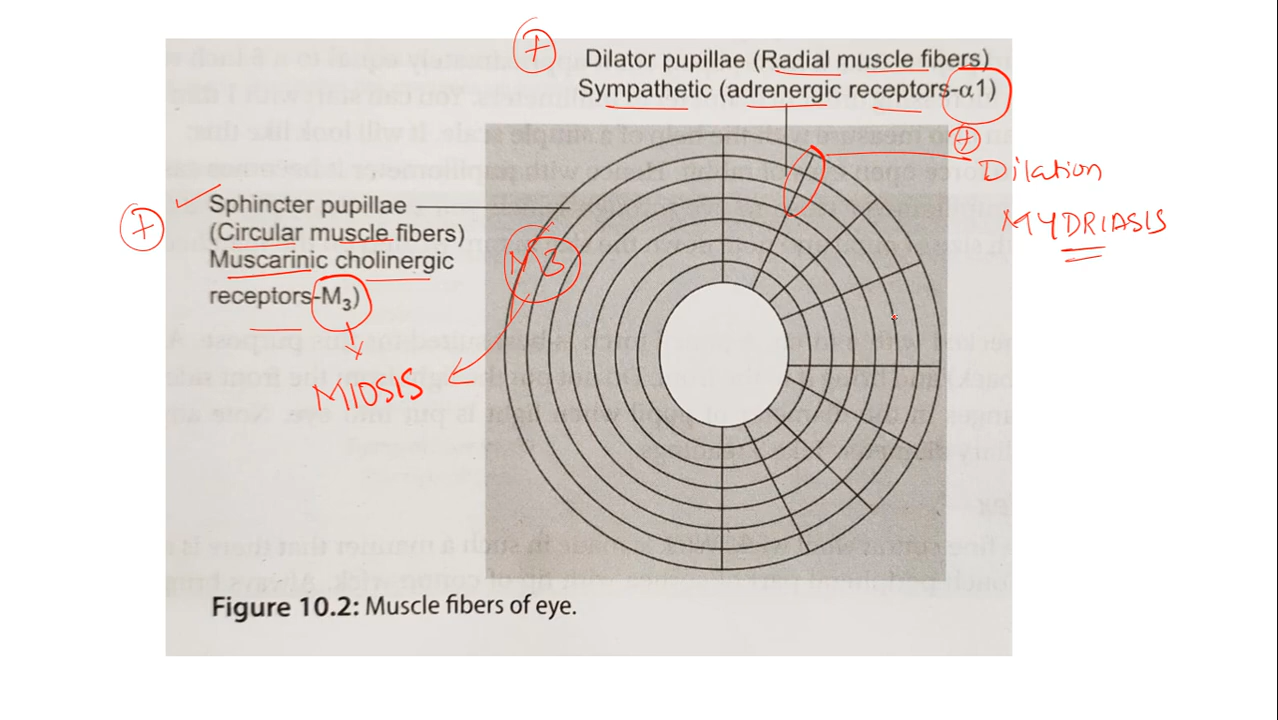 +
Dilator pupillae (Radial muscle fibers)
Sympathetic (adrenergic receptors-α1)
+
Dilation
MYDRIASIS
+
Sphincter pupillae
(Circular muscle fibers)
Muscarinic cholinergic
receptors-M₃)
M3
MIOSIS
Figure 10.2: Muscle fibers of eye.